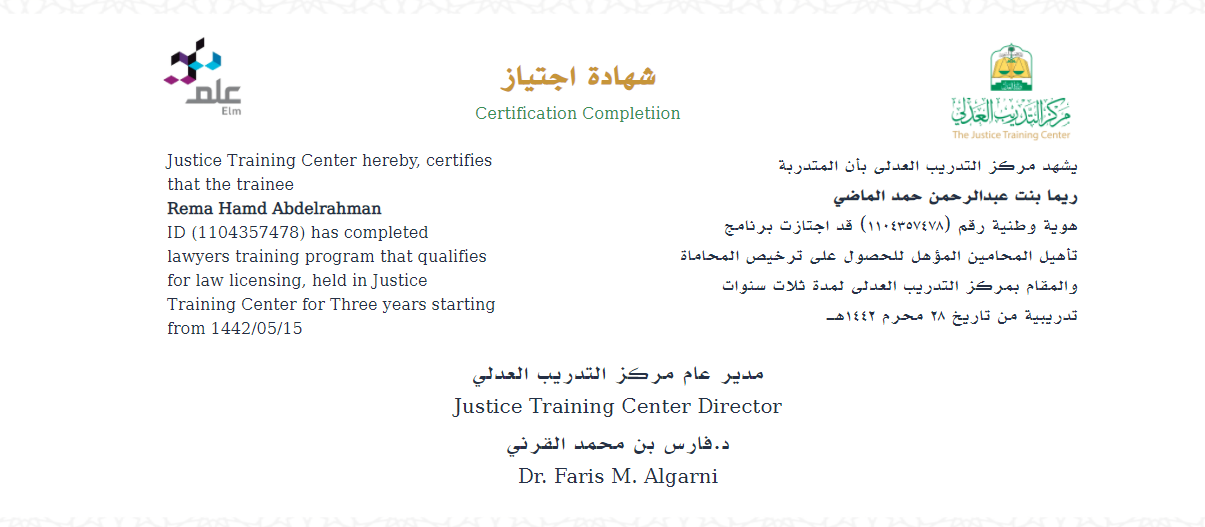 علم
Elm
شهادة اجتياز
Certification Completiion
مركز التدريب العدلي
The Justice Training Center
Justice Training Center hereby, certifies
that the trainee
Rema Hamd Abdelrahman
ID (1104357478) has completed
lawyers training program that qualifies
for law licensing, held in Justice
Training Center for Three years starting
from 1442/05/15
يشهد مركز التدريب العدلى بأن المتدربة
ريما بنت عبدالرحمن حمد الماضي
هوية وطنية رقم (١١٠٤٣٥٧٤٧٨) قد اجتازت برنامج
تأهيل المحامين المؤهل للحصول على ترخيص المحاماة
والمقام بمركز التدريب العدلى لمدة ثلاث سنوات
تدريبية من تاريخ ٢٨ محرم ١٤٤٢هـ
مدير عام مركز التدريب العدلي
Justice Training Center Director
د.فارس بن محمد القرني
Dr. Faris M. Algarni